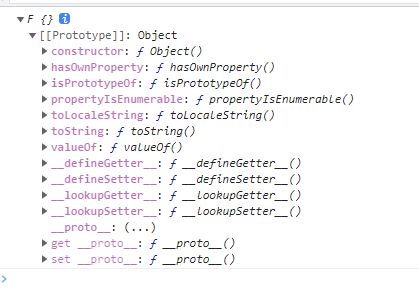 ▼ F {} i
▼ [[Prototype]]: Object
▶ constructor: ƒ Object()
▶ hasOwnProperty: ƒ hasOwnProperty()
▶ isPrototypeOf: ƒ isPrototypeOf()
▶ propertyIsEnumerable: ƒ propertyIsEnumerable()
▶ toLocaleString: ƒ toLocaleString()
▶ toString: ƒ toString()
▶ valueOf: ƒ valueOf()
▶ __defineGetter__: ƒ __defineGetter__()
▶ __defineSetter__: ƒ __defineSetter__()
▶ __lookupGetter__: ƒ __lookupGetter__()
▶ __lookupSetter__: ƒ __lookupSetter__()
__proto__: (...)
▶ get __proto__: ƒ __proto__()
▶ set __proto__: ƒ __proto__()
>